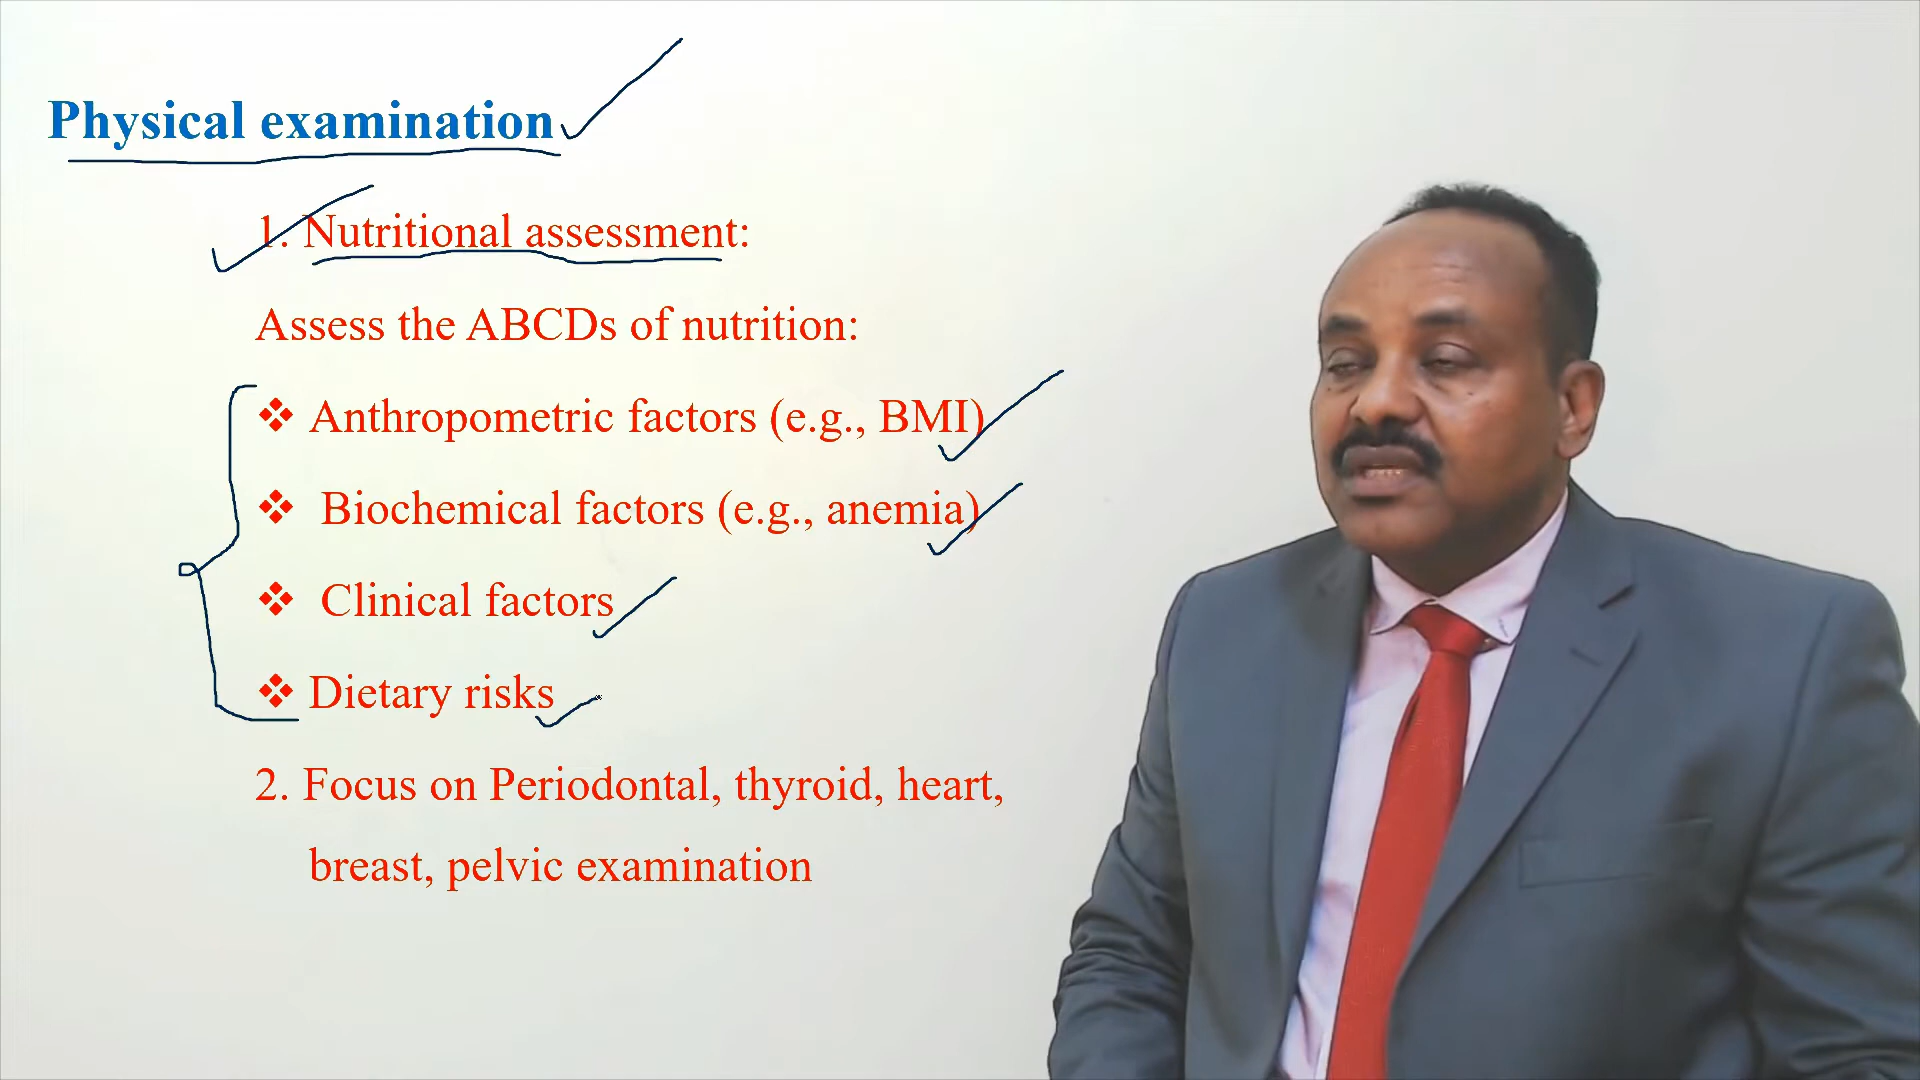 Physical examination
1. Nutritional assessment:
Assess the ABCDs of nutrition:
❖ Anthropometric factors (e.g., BMI)
❖ Biochemical factors (e.g., anemia)
❖ Clinical factors
❖ Dietary risks
2. Focus on Periodontal, thyroid, heart,
breast, pelvic examination